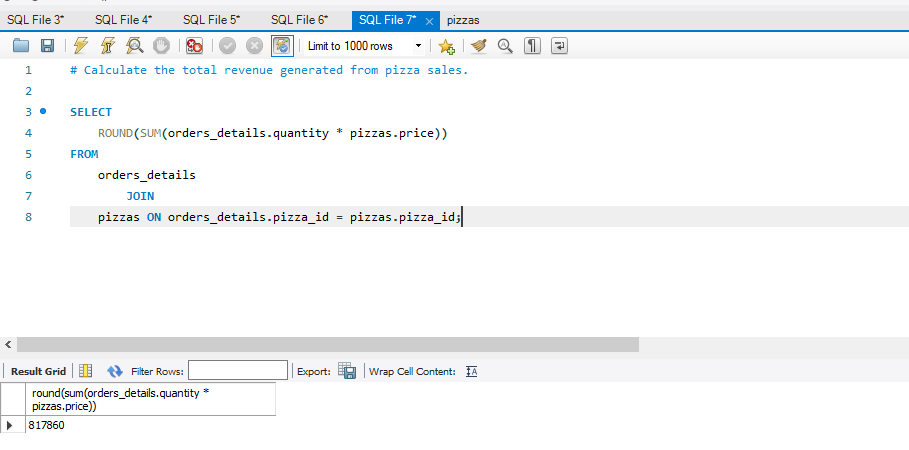 SQL File 3* SQL File 4* SQL File 5* SQL File 6* SQL File 7* × pizzas
Limit to 1000 rows
1 # Calculate the total revenue generated from pizza sales.
2
3 SELECT
4 ROUND(SUM(orders_details.quantity * pizzas.price))
5 FROM
6 orders_details
7 JOIN
8 pizzas ON orders_details.pizza_id = pizzas.pizza_id;
Result Grid Filter Rows: Export: Wrap Cell Content: IA
round(sum(orders_details.quantity *
pizzas.price))
817860